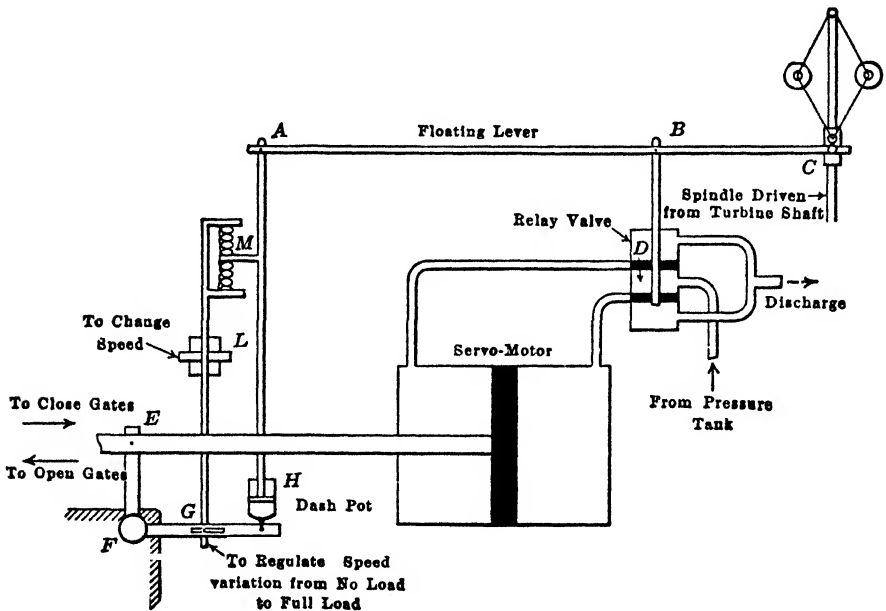 A
Floating Lever
B
C
Spindle Driven
from Turbine Shaft
Relay Valve
D
M
Discharge
To Change
Speed
L
Servo-Motor
From Pressure
Tank
To Close Gates
E
To Open Gates
H
Dash Pot
G
F
To Regulate Speed
variation from No Load
to Full Load